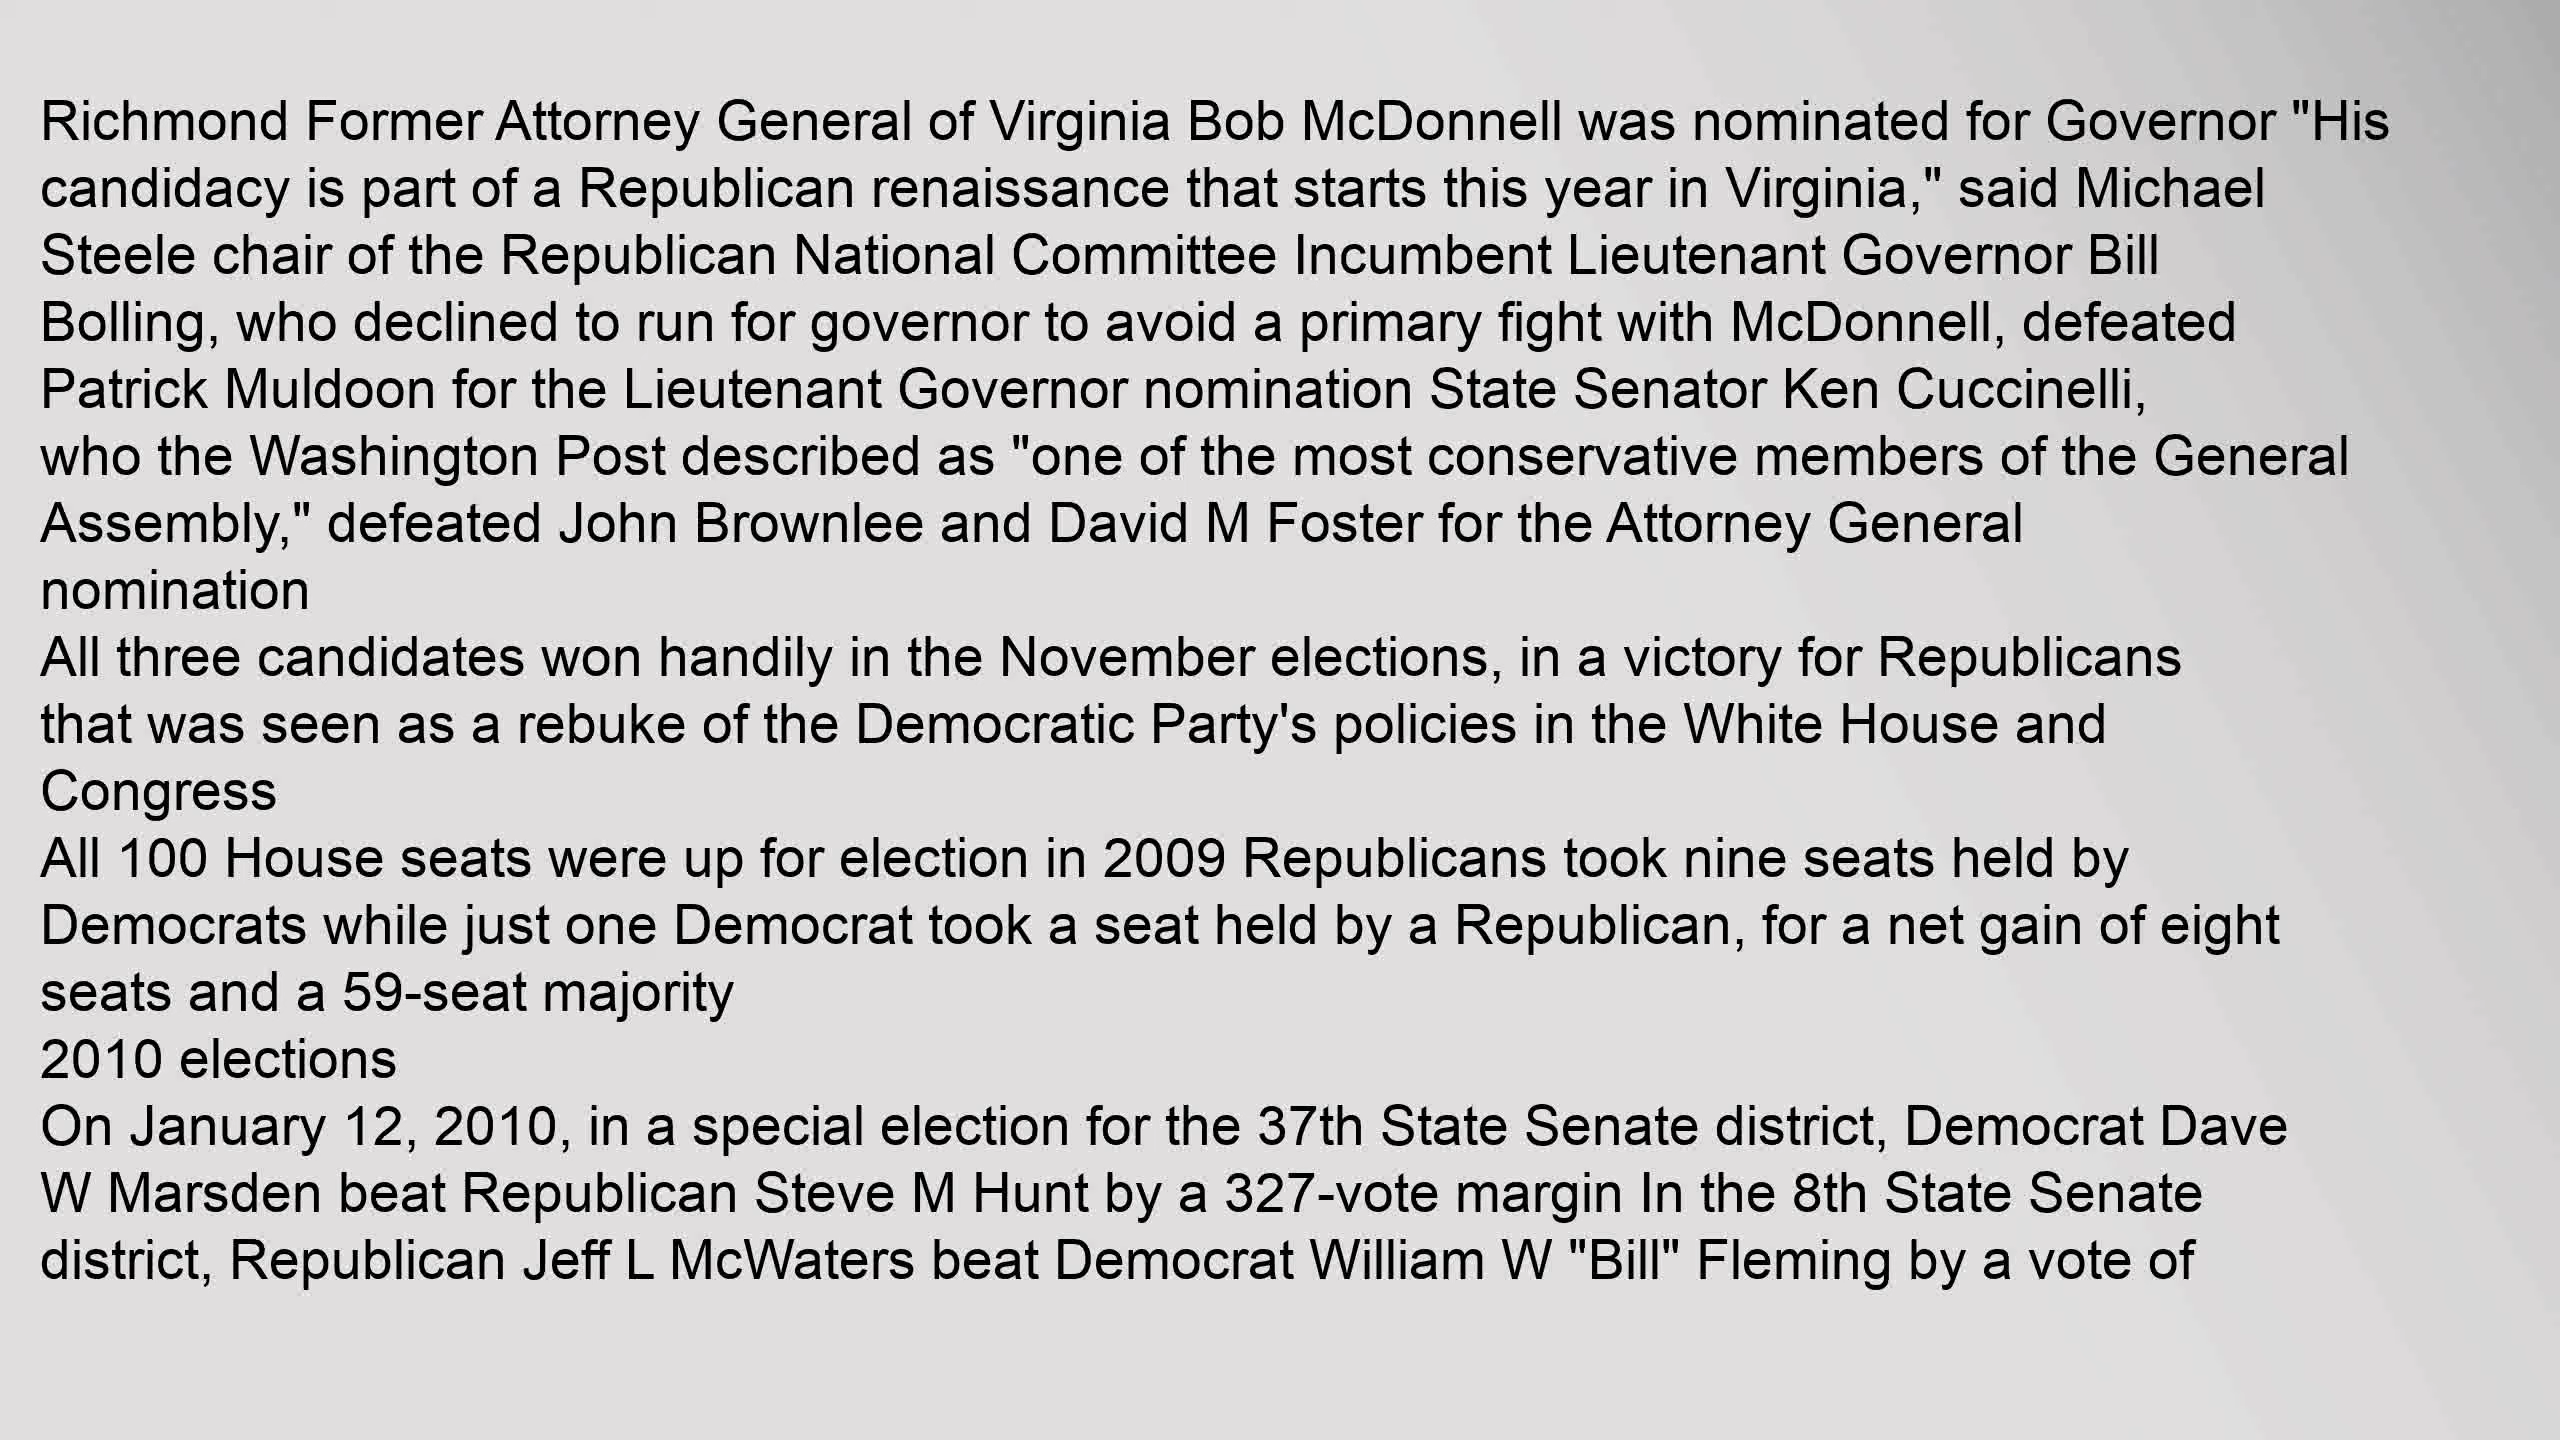 Richmond Former Attorney General of Virginia Bob McDonnell was nominated for Governor "His
candidacy is part of a Republican renaissance that starts this year in Virginia," said Michael
Steele chair of the Republican National Committee Incumbent Lieutenant Governor Bill
Bolling, who declined to run for governor to avoid a primary fight with McDonnell, defeated
Patrick Muldoon for the Lieutenant Governor nomination State Senator Ken Cuccinelli,
who the Washington Post described as "one of the most conservative members of the General
Assembly," defeated John Brownlee and David M Foster for the Attorney General
nomination
All three candidates won handily in the November elections, in a victory for Republicans
that was seen as a rebuke of the Democratic Party's policies in the White House and
Congress
All 100 House seats were up for election in 2009 Republicans took nine seats held by
Democrats while just one Democrat took a seat held by a Republican, for a net gain of eight
seats and a 59-seat majority
2010 elections
On January 12, 2010, in a special election for the 37th State Senate district, Democrat Dave
W Marsden beat Republican Steve M Hunt by a 327-vote margin In the 8th State Senate
district, Republican Jeff L McWaters beat Democrat William W "Bill" Fleming by a vote of